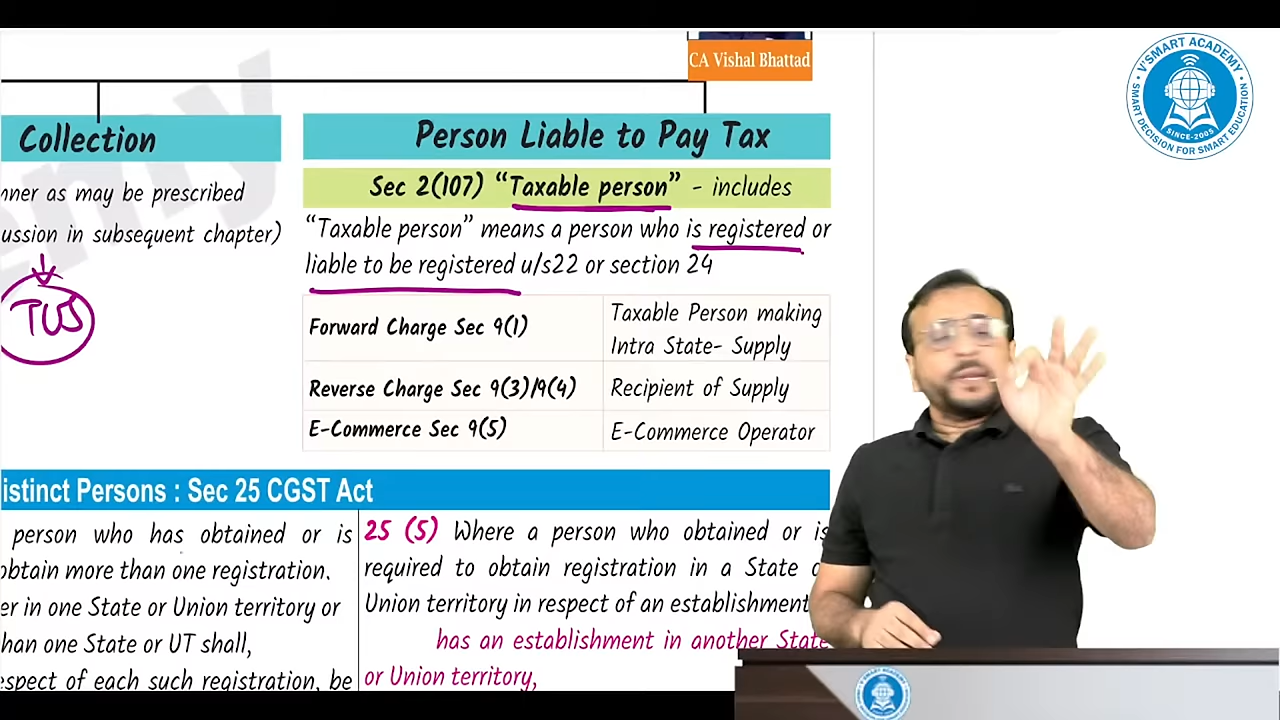 CA Vishal Bhattad
V'SMART ACADEMY
SMART DECISION FOR SMART EDUCATION
SINCE-2005
Collection
nner as may be prescribed
ussion in subsequent chapter)
Person Liable to Pay Tax
Sec 2(107) “Taxable person” - includes
“Taxable person” means a person who is registered or
liable to be registered u/s22 or section 24
Forward Charge Sec 9(1)
Taxable Person making
Intra State- Supply
Reverse Charge Sec 9(3)/9(4)
Recipient of Supply
E-Commerce Sec 9(5)
E-Commerce Operator
istinct Persons : Sec 25 CGST Act
person who has obtained or is
obtain more than one registration.
er in one State or Union territory or
han one State or UT shall,
espect of each such registration, be
25 (5) Where a person who obtained or is
required to obtain registration in a State o
Union territory in respect of an establishment
has an establishment in another State
or Union territory,